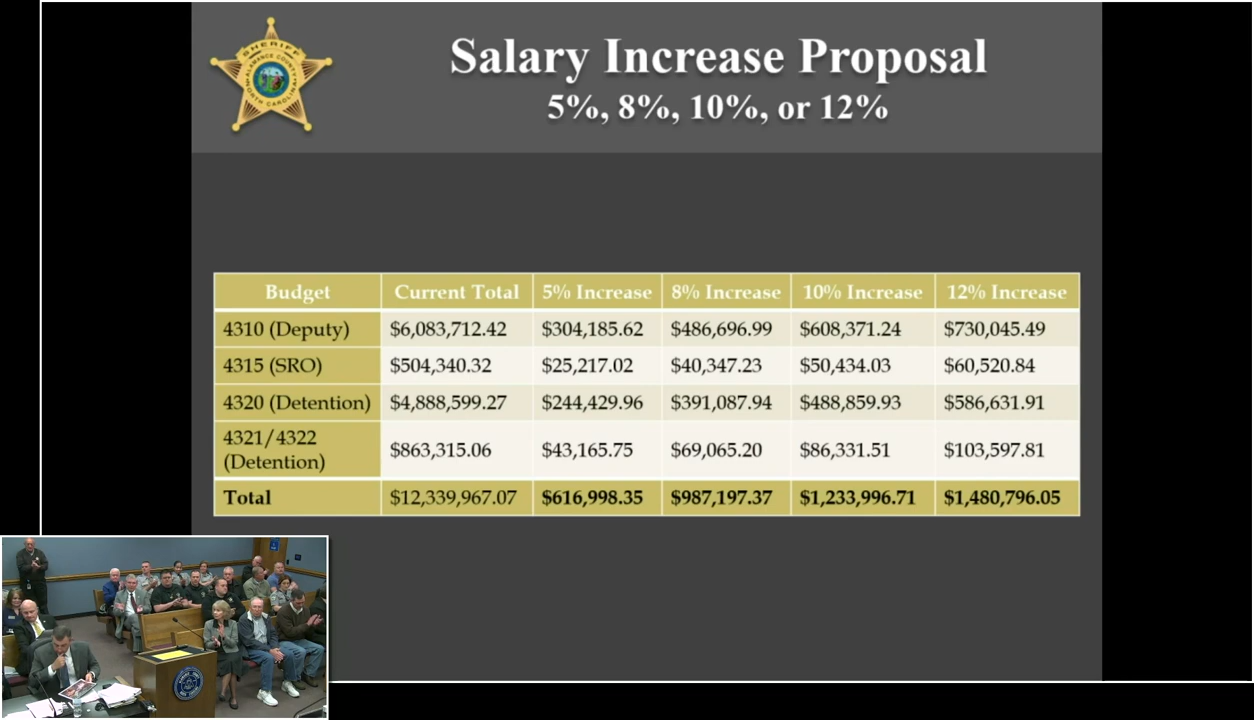 SHERIFF
ALAMANCE COUNTY
NORTH CAROLINA
Salary Increase Proposal
5%, 8%, 10%, or 12%
Budget Current Total 5% Increase 8% Increase 10% Increase 12% Increase
4310 (Deputy) $6,083,712.42 $304,185.62 $486,696.99 $608,371.24 $730,045.49
4315 (SRO) $504,340.32 $25,217.02 $40,347.23 $50,434.03 $60,520.84
4320 (Detention) $4,888,599.27 $244,429.96 $391,087.94 $488,859.93 $586,631.91
4321/4322
(Detention) $863,315.06 $43,165.75 $69,065.20 $86,331.51 $103,597.81
Total $12,339,967.07 $616,998.35 $987,197.37 $1,233,996.71 $1,480,796.05